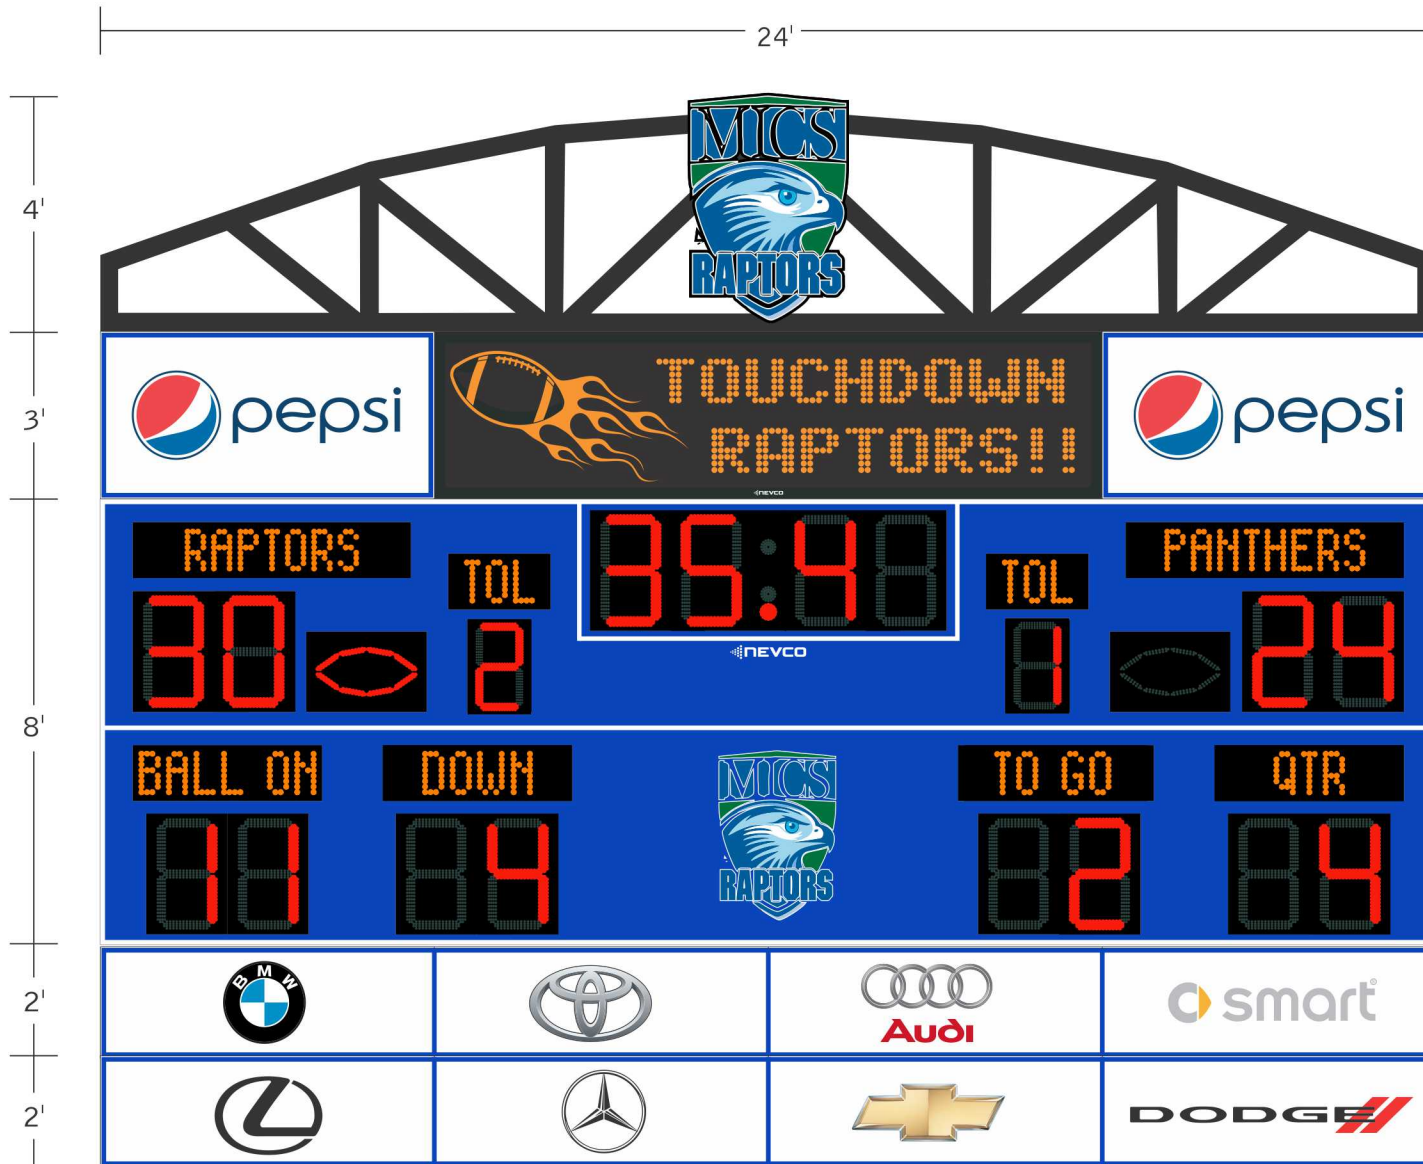 24'
4'
MICS
RAPTORS
3'
pepsi
TOUCHDOWN
RAPTORS!!
NEVCO
pepsi
8'
RAPTORS
TOL
35.4
TOL
PANTHERS
30
2
NEVCO
1
24
BALL ON
DOWN
MICS
RAPTORS
TO GO
QTR
11
4
2
4
2'
BMW
Audi
smart®
2'
DODGE